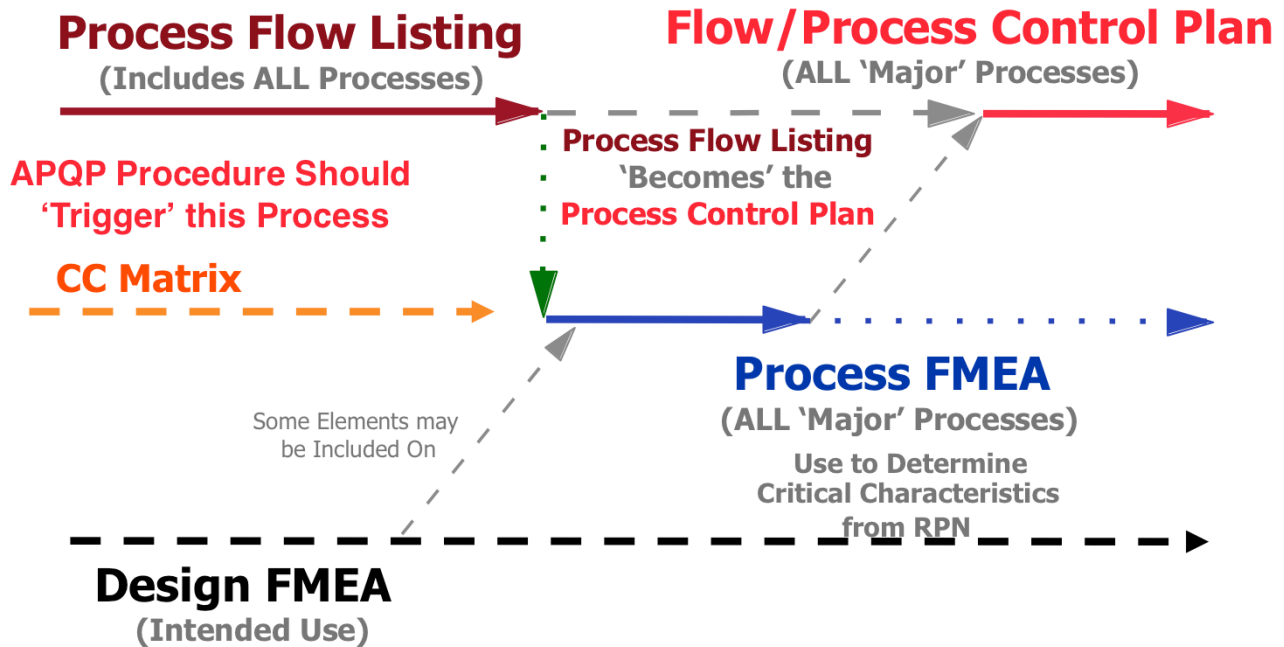 Process Flow Listing
(Includes ALL Processes)
Flow/Process Control Plan
(ALL ‘Major’ Processes)
Process Flow Listing
‘Becomes’ the
Process Control Plan
APQP Procedure Should
‘Trigger’ this Process
CC Matrix
Process FMEA
(ALL ‘Major’ Processes)
Use to Determine
Critical Characteristics
from RPN
Some Elements may
be Included On
Design FMEA
(Intended Use)